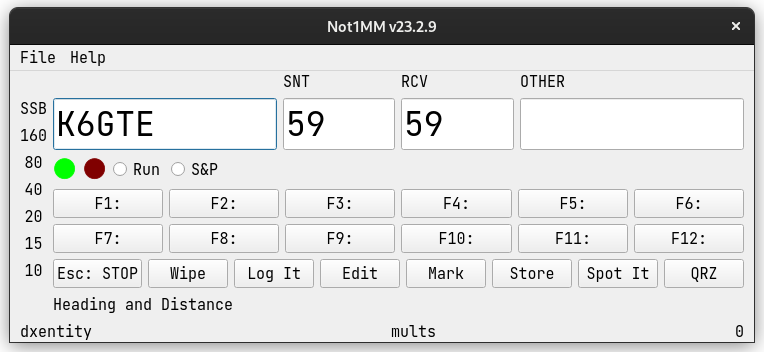 Not1MM v23.2.9 ×
File Help
SNT RCV OTHER
SSB K6GTE 59 59
160
80 Run S&P
40 F1: F2: F3: F4: F5: F6:
20
15 F7: F8: F9: F10: F11: F12:
10 Esc: STOP Wipe Log It Edit Mark Store Spot It QRZ
Heading and Distance
dxentity mults 0